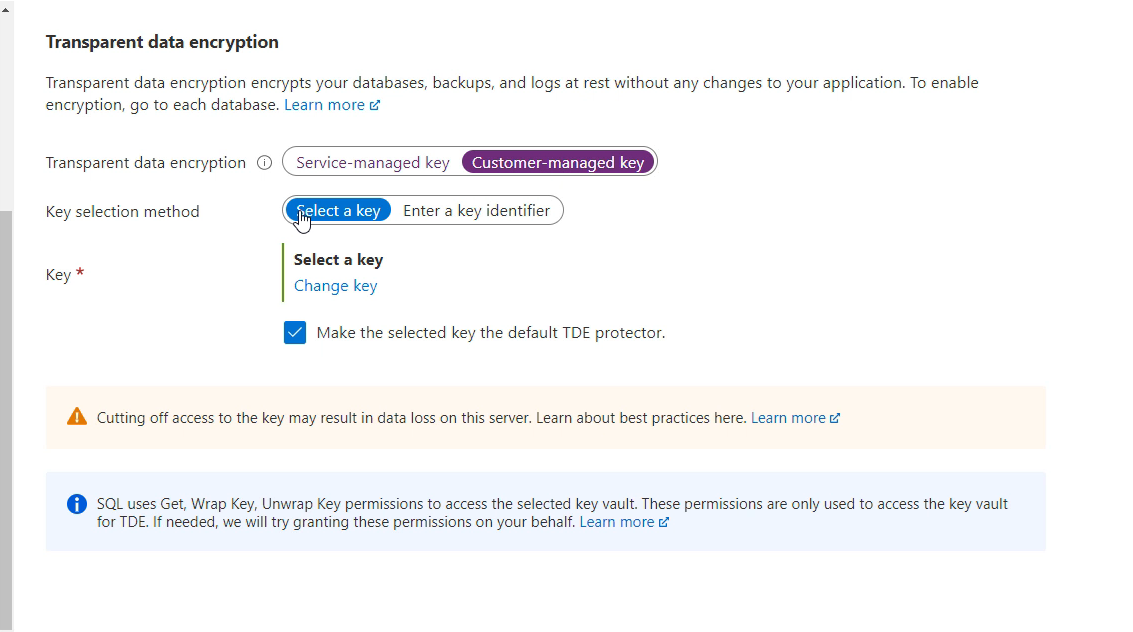 Transparent data encryption
Transparent data encryption encrypts your databases, backups, and logs at rest without any changes to your application. To enable
encryption, go to each database. Learn more
Transparent data encryption Service-managed key Customer-managed key
Key selection method Select a key Enter a key identifier
Select a key
Key *
Change key
Make the selected key the default TDE protector.
Cutting off access to the key may result in data loss on this server. Learn about best practices here. Learn more
SQL uses Get, Wrap Key, Unwrap Key permissions to access the selected key vault. These permissions are only used to access the key vault
for TDE. If needed, we will try granting these permissions on your behalf. Learn more